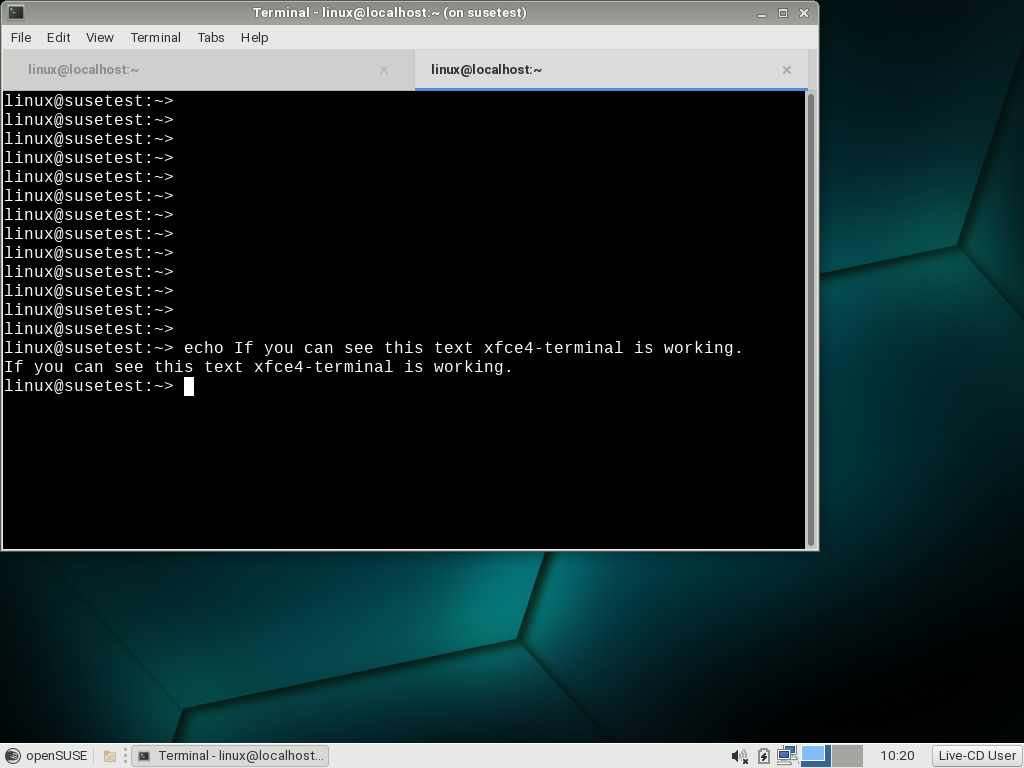 Terminal - linux@localhost:~ (on susetest)
File Edit View Terminal Tabs Help
linux@localhost:~ linux@localhost:~
linux@susetest:~>
linux@susetest:~>
linux@susetest:~>
linux@susetest:~>
linux@susetest:~>
linux@susetest:~>
linux@susetest:~>
linux@susetest:~>
linux@susetest:~>
linux@susetest:~>
linux@susetest:~>
linux@susetest:~>
linux@susetest:~>
linux@susetest:~> echo If you can see this text xfce4-terminal is working.
If you can see this text xfce4-terminal is working.
linux@susetest:~>
openSUSE Terminal - linux@localhost... 10:20 Live-CD User